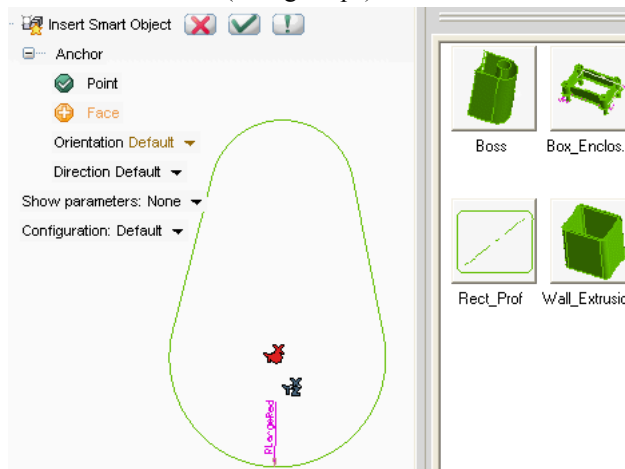 Insert Smart Object
Anchor
Point
Face
Orientation Default
Direction Default
Show parameters: None
Configuration: Default
RLargeRed
Boss
Box_Enclos.
Rect_Prof
Wall_Extrusio